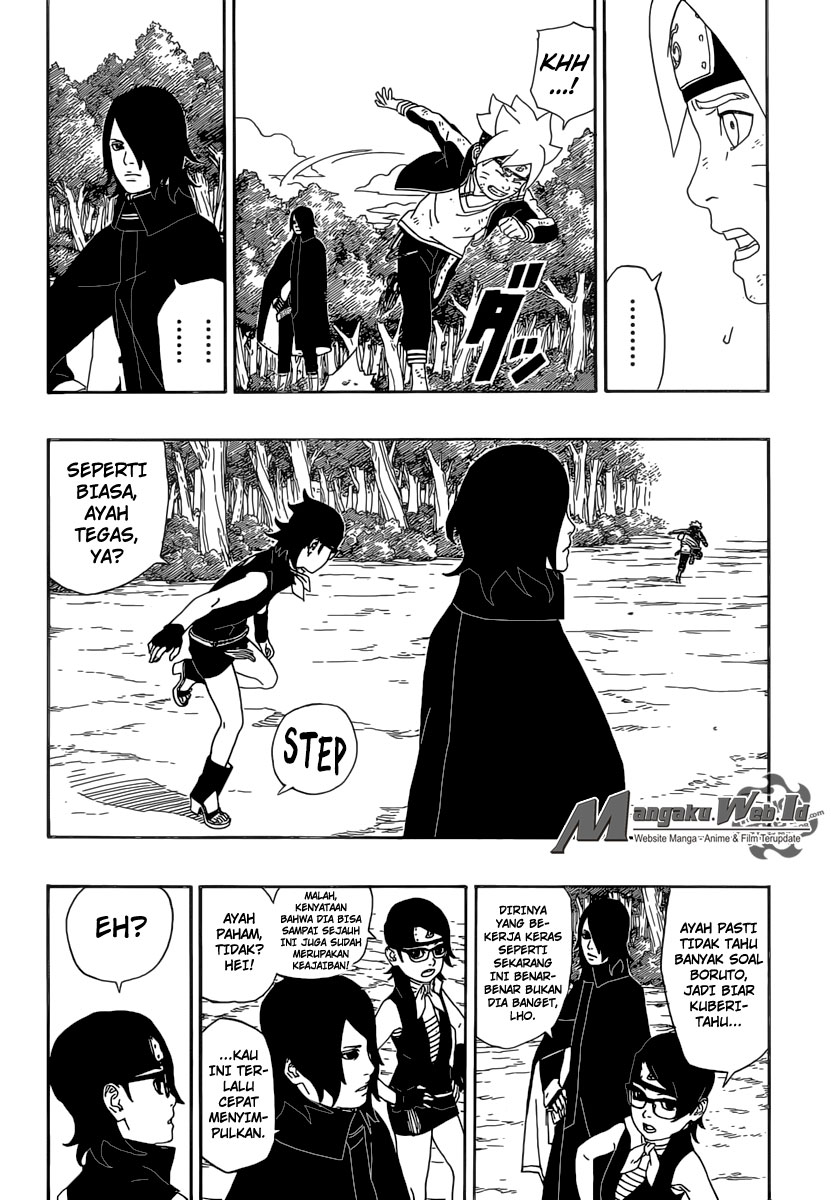 KHH
...!
.........
ダッ
......
......
SEPERTI
BIASA,
AYAH
TEGAS,
YA?
STEP
Mangaku.Web.Id.com
Website Manga - Anime & Film Terupdate
AYAH PASTI
TIDAK TAHU
BANYAK SOAL
BORUTO,
JADI BIAR
KUBERI-
TAHU...
DIRINYA
YANG BE-
KERJA KERAS
SEPERTI
SEKARANG
INI BENAR-
BENAR BUKAN
DIA BANGET,
LHO.
MALAH,
KENYATAAN
BAHWA DIA BISA
SAMPAI SEJAUH
INI JUGA SUDAH
MERUPAKAN
KEAJAIBAN!
AYAH
PAHAM,
TIDAK?
HEI!
...KAU
INI TER-
LALU
CEPAT
MENYIM-
PULKAN.
EH?